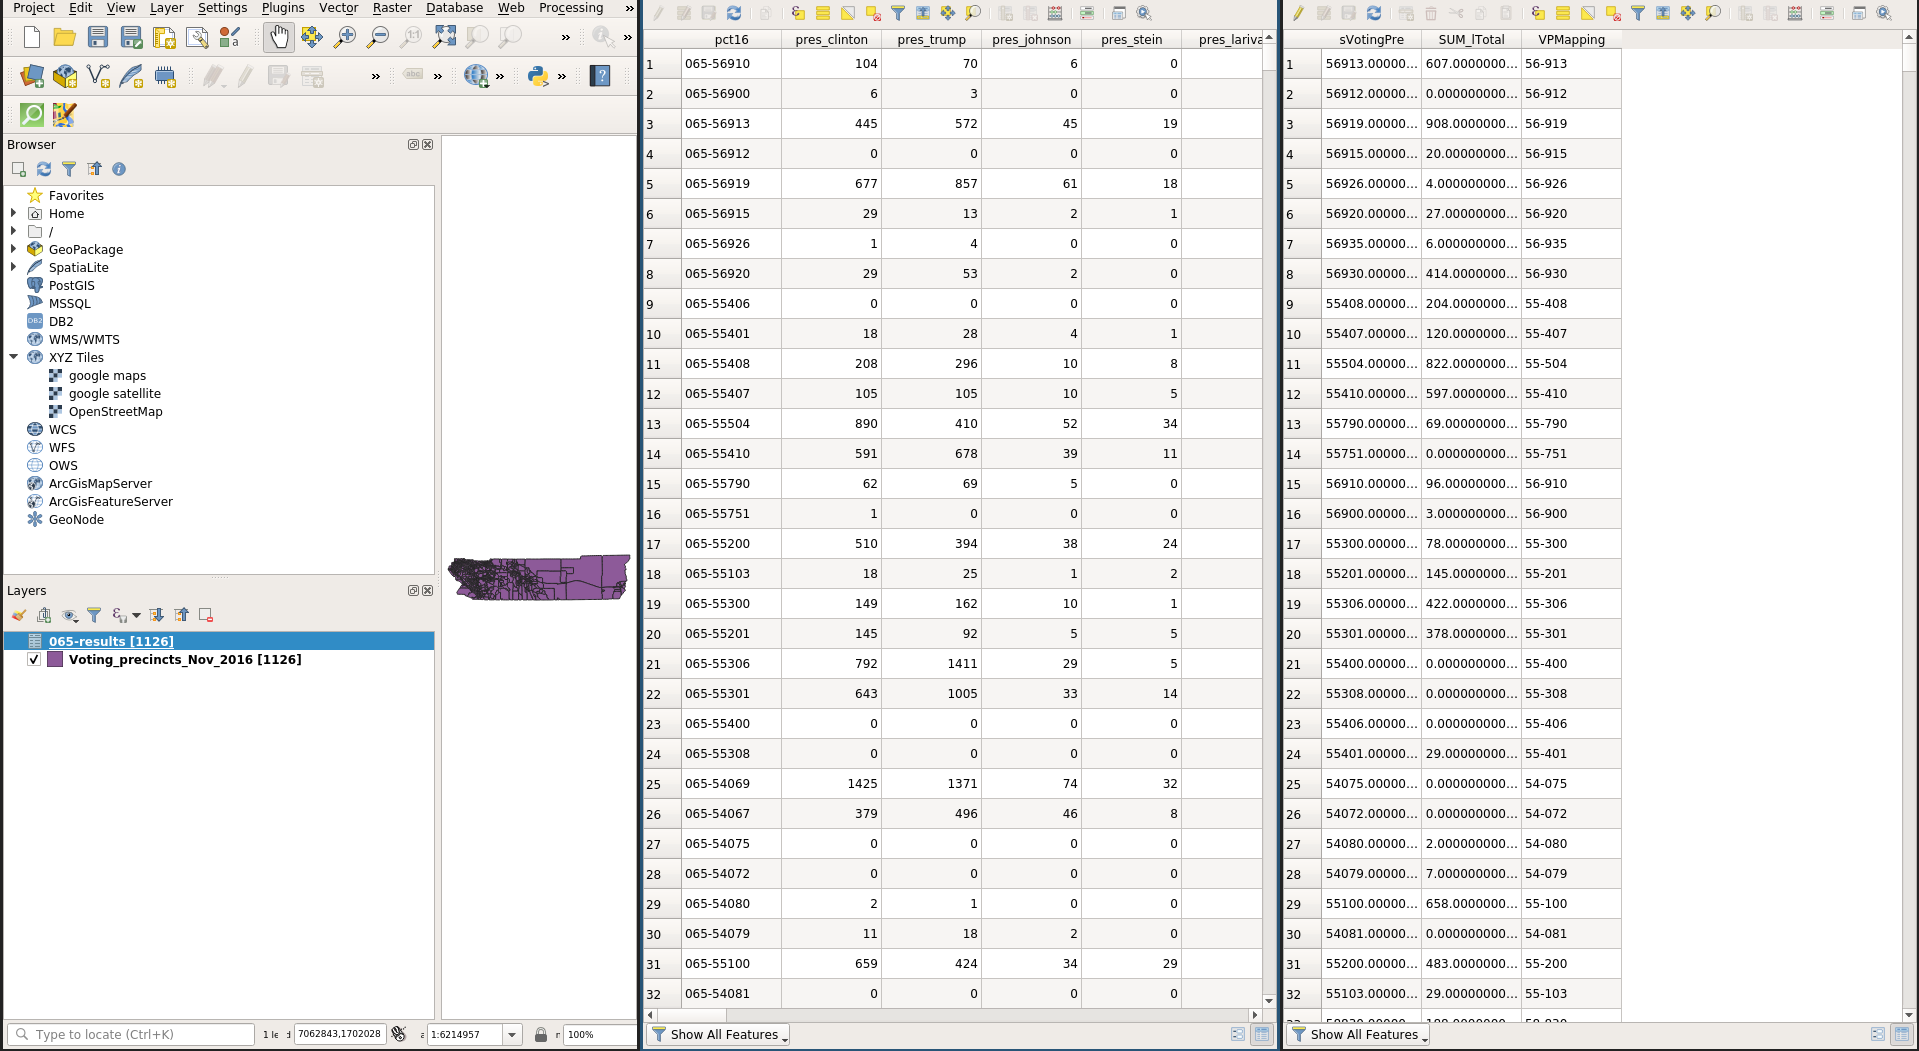 Project Edit View Layer Settings Plugins Vector Raster Database Web Processing »
Browser
Favorites
Home
/
GeoPackage
SpatiaLite
PostGIS
MSSQL
DB2
WMS/WMTS
XYZ Tiles
google maps
google satellite
OpenStreetMap
WCS
WFS
OWS
ArcGisMapServer
ArcGisFeatureServer
GeoNode
Layers
065-results [1126]
Voting_precincts_Nov_2016 [1126]
Type to locate (Ctrl+K) 7062843,1702028 1:6214957 100%
pct16 pres_clinton pres_trump pres_johnson pres_stein pres_lariva
1 065-56910 104 70 6 0
2 065-56900 6 3 0 0
3 065-56913 445 572 45 19
4 065-56912 0 0 0 0
5 065-56919 677 857 61 18
6 065-56915 29 13 2 1
7 065-56926 1 4 0 0
8 065-56920 29 53 2 0
9 065-55406 0 0 0 0
10 065-55401 18 28 4 1
11 065-55408 208 296 10 8
12 065-55407 105 105 10 5
13 065-55504 890 410 52 34
14 065-55410 591 678 39 11
15 065-55790 62 69 5 0
16 065-55751 1 0 0 0
17 065-55200 510 394 38 24
18 065-55103 18 25 1 2
19 065-55300 149 162 10 1
20 065-55201 145 92 5 5
21 065-55306 792 1411 29 5
22 065-55301 643 1005 33 14
23 065-55400 0 0 0 0
24 065-55308 0 0 0 0
25 065-54069 1425 1371 74 32
26 065-54067 379 496 46 8
27 065-54075 0 0 0 0
28 065-54072 0 0 0 0
29 065-54080 2 1 0 0
30 065-54079 11 18 2 0
31 065-55100 659 424 34 29
32 065-54081 0 0 0 0
Show All Features
sVotingPre SUM_lTotal VPMapping
1 56913.00000... 607.0000000... 56-913
2 56912.00000... 0.000000000... 56-912
3 56919.00000... 908.0000000... 56-919
4 56915.00000... 20.00000000... 56-915
5 56926.00000... 4.000000000... 56-926
6 56920.00000... 27.00000000... 56-920
7 56935.00000... 6.000000000... 56-935
8 56930.00000... 414.0000000... 56-930
9 55408.00000... 204.0000000... 55-408
10 55407.00000... 120.0000000... 55-407
11 55504.00000... 822.0000000... 55-504
12 55410.00000... 597.0000000... 55-410
13 55790.00000... 69.00000000... 55-790
14 55751.00000... 0.000000000... 55-751
15 56910.00000... 96.00000000... 56-910
16 56900.00000... 3.000000000... 56-900
17 55300.00000... 78.00000000... 55-300
18 55201.00000... 145.0000000... 55-201
19 55306.00000... 422.0000000... 55-306
20 55301.00000... 378.0000000... 55-301
21 55400.00000... 0.000000000... 55-400
22 55308.00000... 0.000000000... 55-308
23 55406.00000... 0.000000000... 55-406
24 55401.00000... 29.00000000... 55-401
25 54075.00000... 0.000000000... 54-075
26 54072.00000... 0.000000000... 54-072
27 54080.00000... 2.000000000... 54-080
28 54079.00000... 7.000000000... 54-079
29 55100.00000... 658.0000000... 55-100
30 54081.00000... 0.000000000... 54-081
31 55200.00000... 483.0000000... 55-200
32 55103.00000... 29.00000000... 55-103
Show All Features